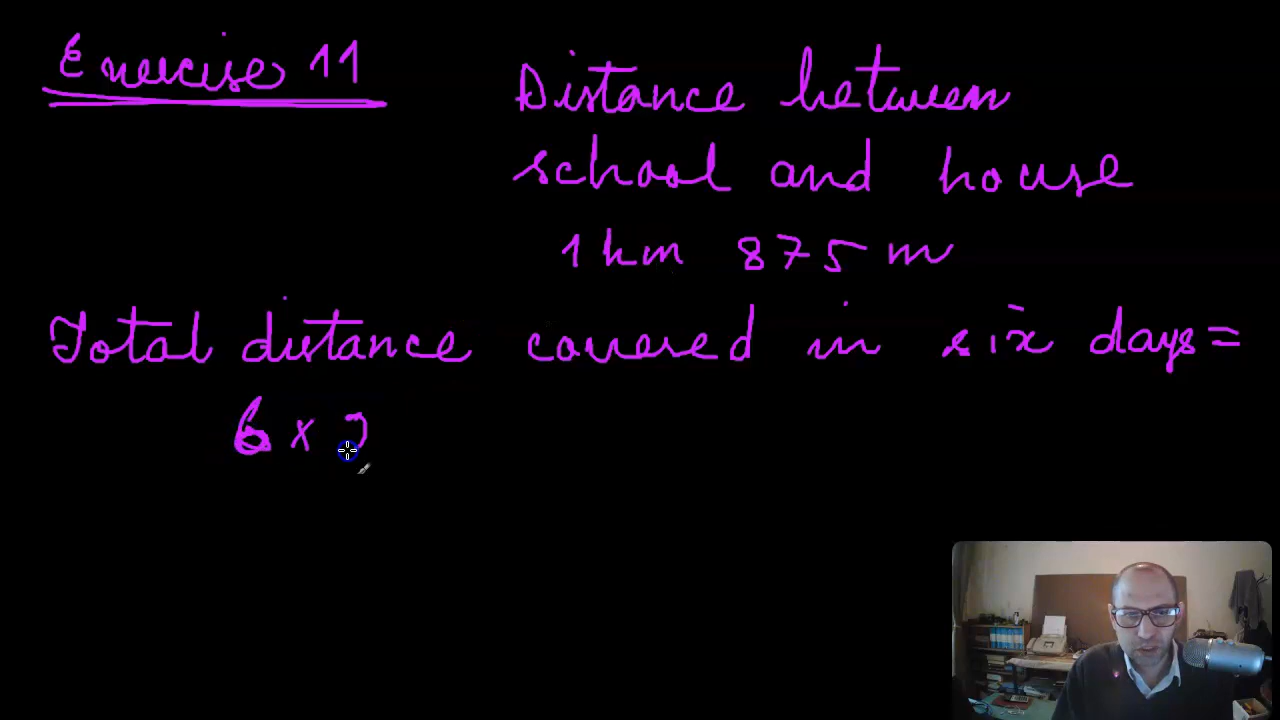 Exercise 11
Distance between
school and house
1 km 875 m
Total distance covered in six days =
6 x 2